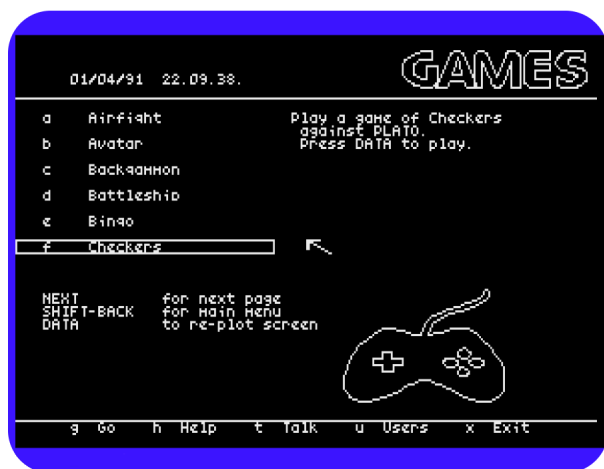 GAMES
01/04/91 22.09.38.
a Airfight
b Avatar
c Backgammon
d Battleship
e Bingo
f Checkers
Play a game of Checkers
against PLATO.
Press DATA to play.
NEXT for next page
SHIFT-BACK for main menu
DATA to re-plot screen
g Go h Help t Talk u Users x Exit